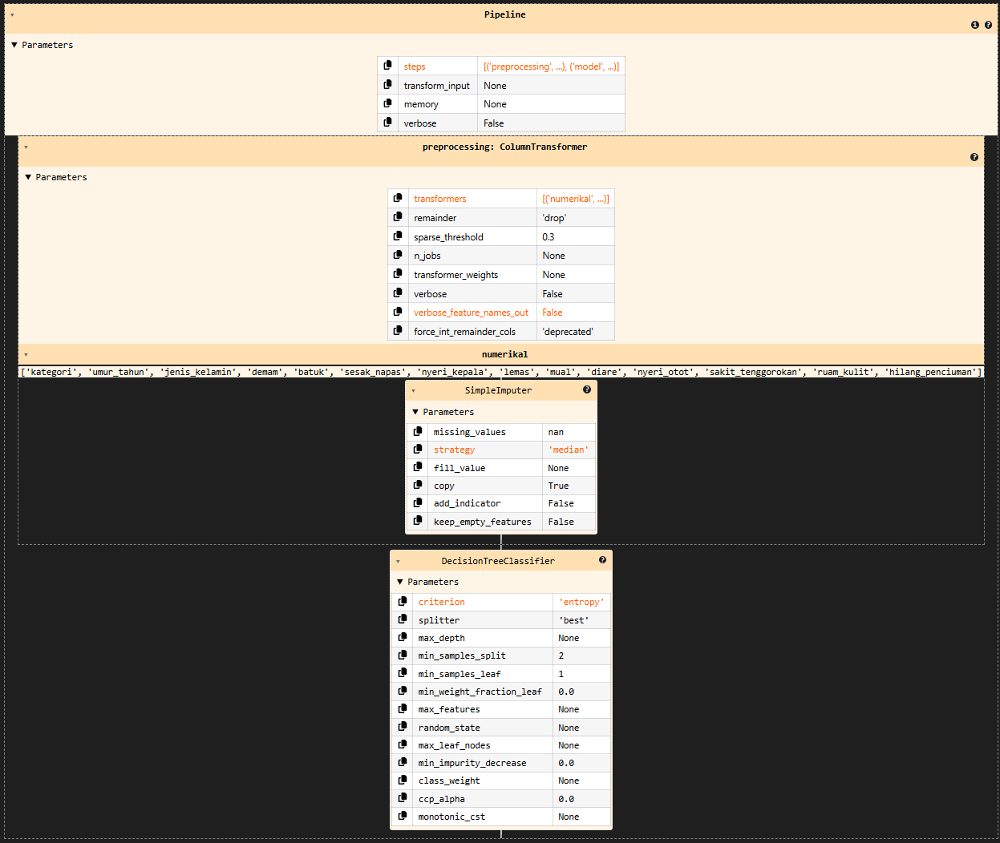 Pipeline
Parameters
steps [('preprocessing', ...), ('model', ...)]
transform_input None
memory None
verbose False
preprocessing: ColumnTransformer
Parameters
transformers [('numerikal', ...)]
remainder 'drop'
sparse_threshold 0.3
n_jobs None
transformer_weights None
verbose False
verbose_feature_names_out False
force_int_remainder_cols 'deprecated'
numerikal
['kategori', 'umur_tahun', 'jenis_kelamin', 'demam', 'batuk', 'sesak_napas', 'nyeri_kepala', 'lemas', 'mual', 'diare', 'nyeri_otot', 'sakit_tenggorokan', 'ruam_kulit', 'hilang_penciuman']
SimpleImputer
Parameters
missing_values nan
strategy 'median'
fill_value None
copy True
add_indicator False
keep_empty_features False
DecisionTreeClassifier
Parameters
criterion 'entropy'
splitter 'best'
max_depth None
min_samples_split 2
min_samples_leaf 1
min_weight_fraction_leaf 0.0
max_features None
random_state None
max_leaf_nodes None
min_impurity_decrease 0.0
class_weight None
ccp_alpha 0.0
monotonic_cst None